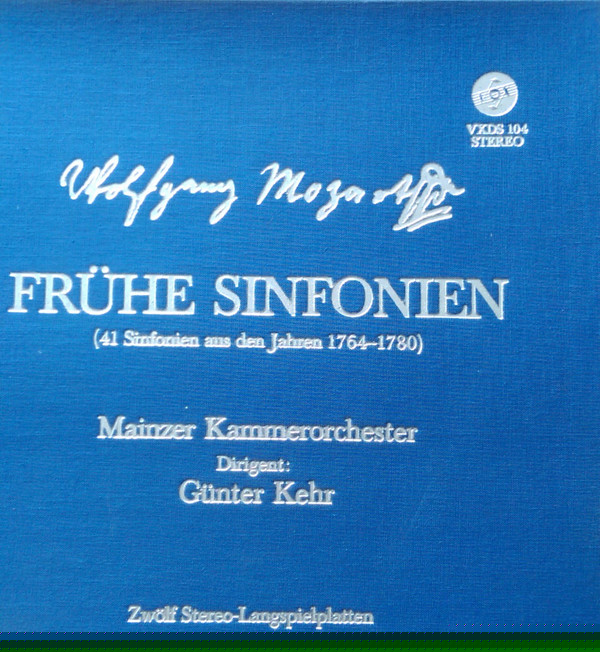 VXDS 104
STEREO
Wolfgang Mozart
FRÜHE SINFONIEN
(41 Sinfonien aus den Jahren 1764–1780)
Mainzer Kammerorchester
Dirigent:
Günter Kehr
Zwölf Stereo-Langspielplatten